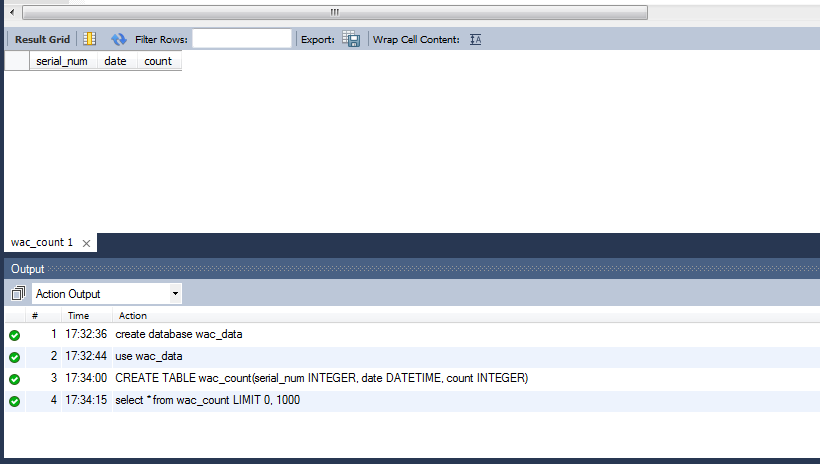 Result Grid Filter Rows: Export: Wrap Cell Content:
serial_num date count
wac_count 1
Output
Action Output
# Time Action
1 17:32:36 create database wac_data
2 17:32:44 use wac_data
3 17:34:00 CREATE TABLE wac_count(serial_num INTEGER, date DATETIME, count INTEGER)
4 17:34:15 select * from wac_count LIMIT 0, 1000